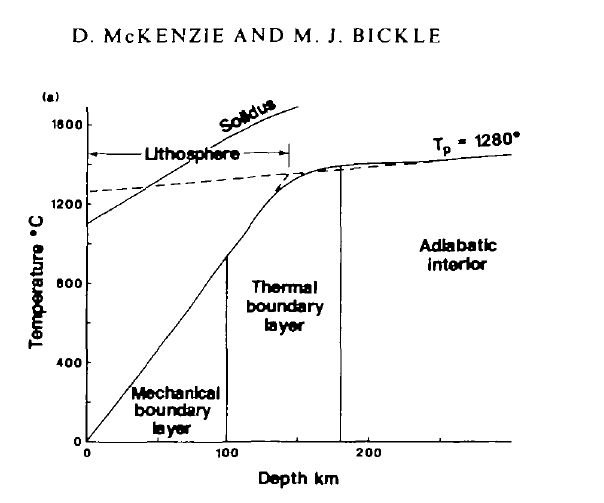 D. McKENZIE AND M. J. BICKLE
(a)
1600
Solidus
Lithosphere
Tp = 1280°
1200
Temperature °C
Adiabatic
interior
800
Thermal
boundary
layer
400
Mechanical
boundary
layer
0
0
100
200
Depth km